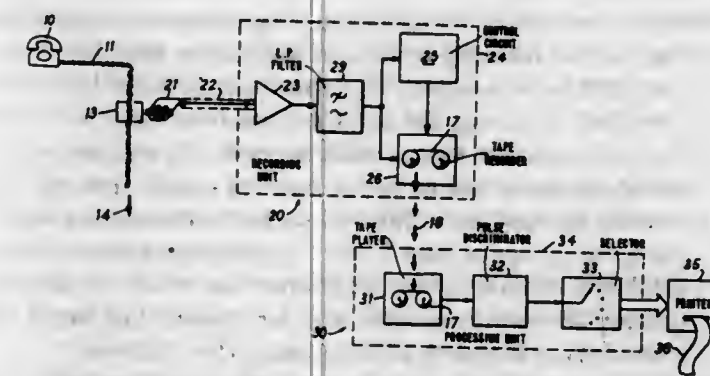 10
11
13
14
21
22
23
L.P. FILTER
29
CONTROL CIRCUIT
25
24
17
TAPE RECORDER
26
RECORDING UNIT
20
18
TAPE PLAYER
31
17
30
PULSE DISCRIMINATOR
32
34
SELECTOR
33
PROCESSING UNIT
35
PRINTER
36